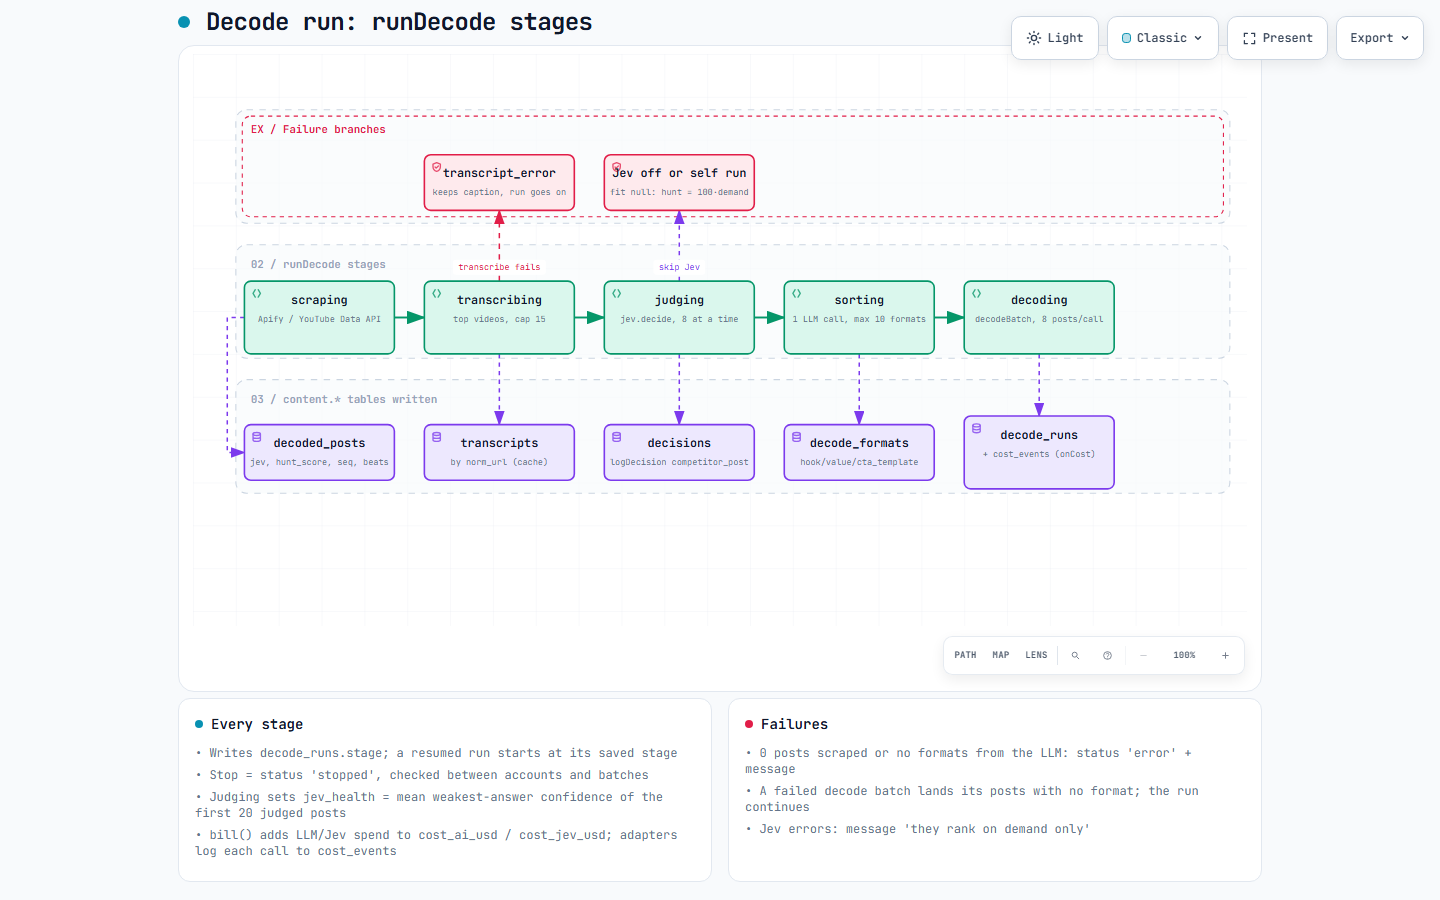 Decode run: runDecode stages
Light
Classic
Present
Export
EX / Failure branches
transcript_error
keeps caption, run goes on
Jev off or self run
fit null: hunt = 100·demand
transcribe fails
skip Jev
02 / runDecode stages
scraping
Apify / YouTube Data API
transcribing
top videos, cap 15
judging
jev.decide, 8 at a time
sorting
1 LLM call, max 10 formats
decoding
decodeBatch, 8 posts/call
03 / content.* tables written
decoded_posts
jev, hunt_score, seq, beats
transcripts
by norm_url (cache)
decisions
logDecision competitor_post
decode_formats
hook/value/cta_template
decode_runs
+ cost_events (onCost)
PATH
MAP
LENS
100%
Every stage
• Writes decode_runs.stage; a resumed run starts at its saved stage
• Stop = status 'stopped', checked between accounts and batches
• Judging sets jev_health = mean weakest-answer confidence of the
first 20 judged posts
• bill() adds LLM/Jev spend to cost_ai_usd / cost_jev_usd; adapters
log each call to cost_events
Failures
• 0 posts scraped or no formats from the LLM: status 'error' +
message
• A failed decode batch lands its posts with no format; the run
continues
• Jev errors: message 'they rank on demand only'